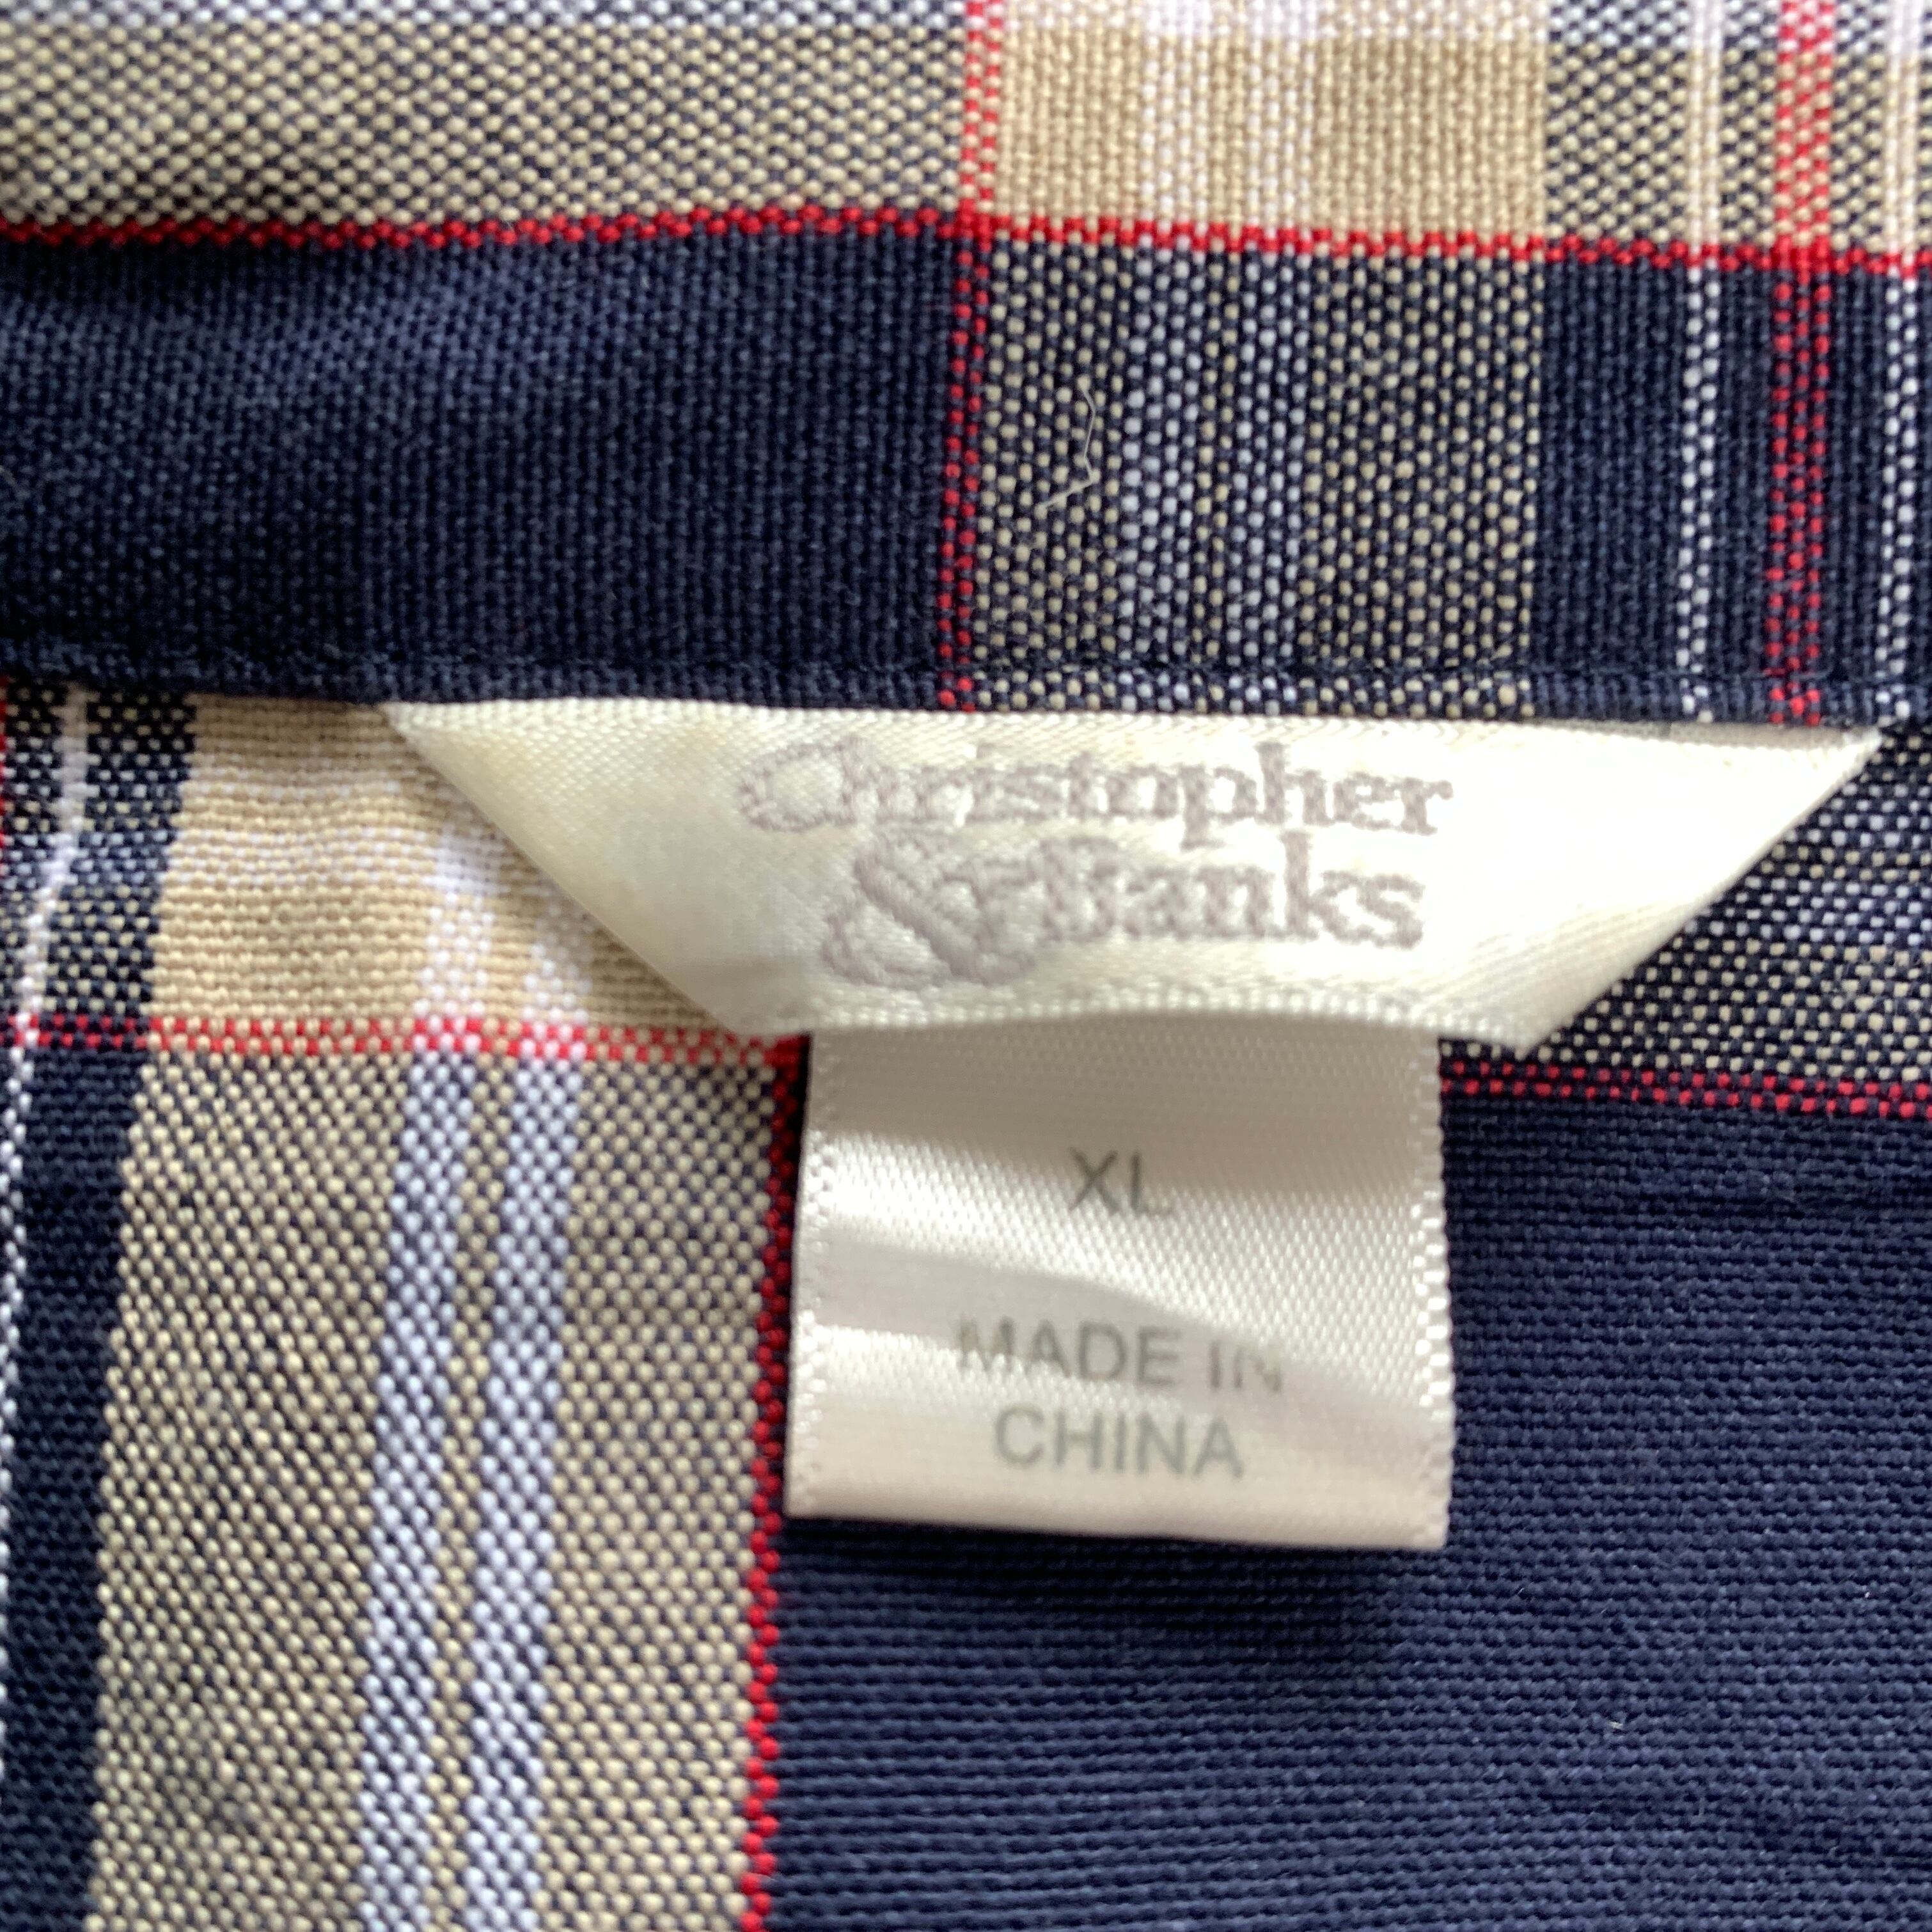 Christopher
& Banks
XL
MADE IN
CHINA